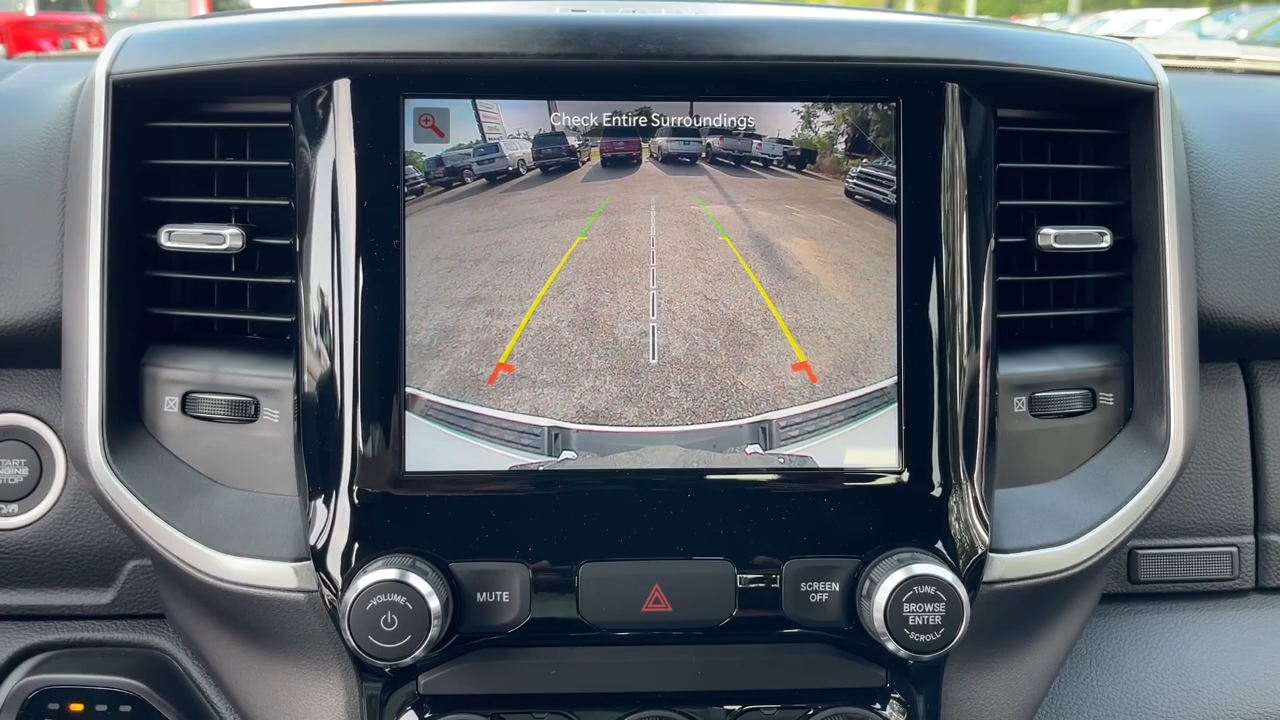 Check Entire Surroundings
START
ENGINE
STOP
VOLUME
MUTE
SCREEN
OFF
TUNE
BROWSE
ENTER
SCROLL